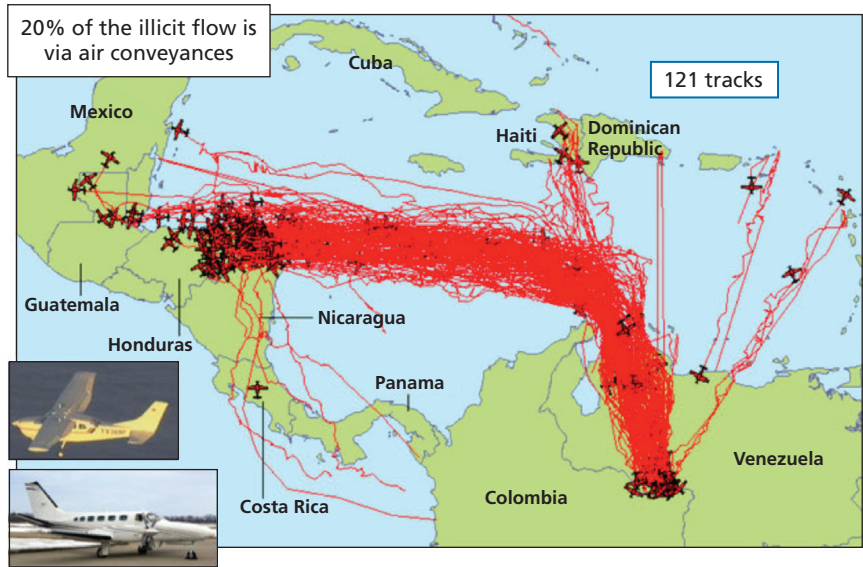 20% of the illicit flow is
via air conveyances
121 tracks
Cuba
Mexico
Haiti
Dominican
Republic
Guatemala
Honduras
Nicaragua
Panama
Costa Rica
Colombia
Venezuela